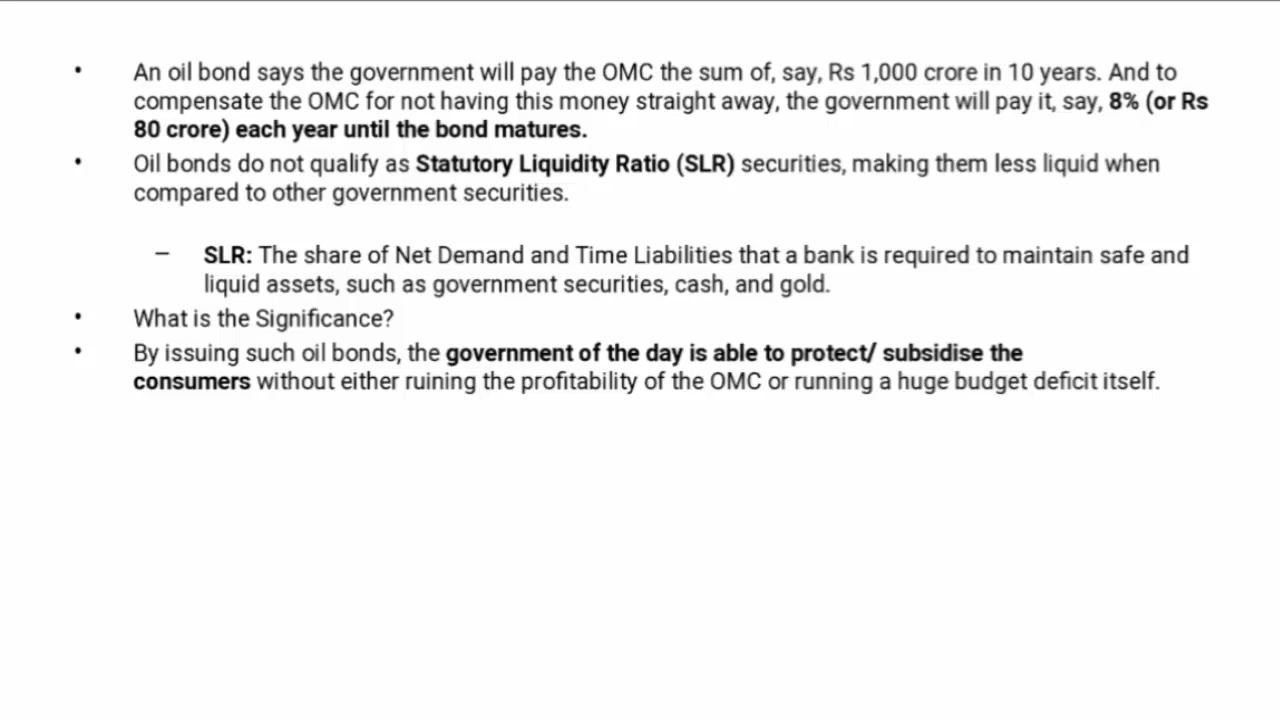 • An oil bond says the government will pay the OMC the sum of, say, Rs 1,000 crore in 10 years. And to
compensate the OMC for not having this money straight away, the government will pay it, say, 8% (or Rs
80 crore) each year until the bond matures.
• Oil bonds do not qualify as Statutory Liquidity Ratio (SLR) securities, making them less liquid when
compared to other government securities.
– SLR: The share of Net Demand and Time Liabilities that a bank is required to maintain safe and
liquid assets, such as government securities, cash, and gold.
• What is the Significance?
• By issuing such oil bonds, the government of the day is able to protect/ subsidise the
consumers without either ruining the profitability of the OMC or running a huge budget deficit itself.